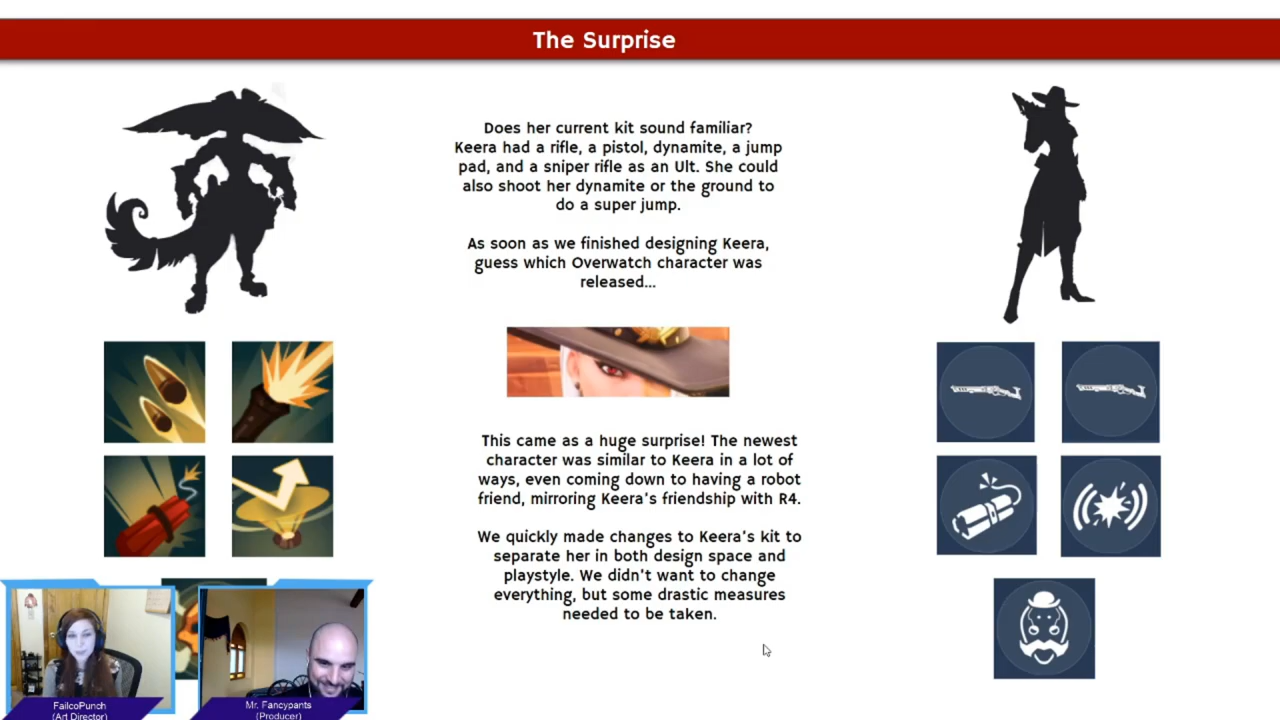 The Surprise
Does her current kit sound familiar?
Keera had a rifle, a pistol, dynamite, a jump
pad, and a sniper rifle as an Ult. She could
also shoot her dynamite or the ground to
do a super jump.
As soon as we finished designing Keera,
guess which Overwatch character was
released...
This came as a huge surprise! The newest
character was similar to Keera in a lot of
ways, even coming down to having a robot
friend, mirroring Keera's friendship with R4.
We quickly made changes to Keera's kit to
separate her in both design space and
playstyle. We didn't want to change
everything, but some drastic measures
needed to be taken.
FailcoPunch
(Art Director)
Mr. Fancypants
(Producer)